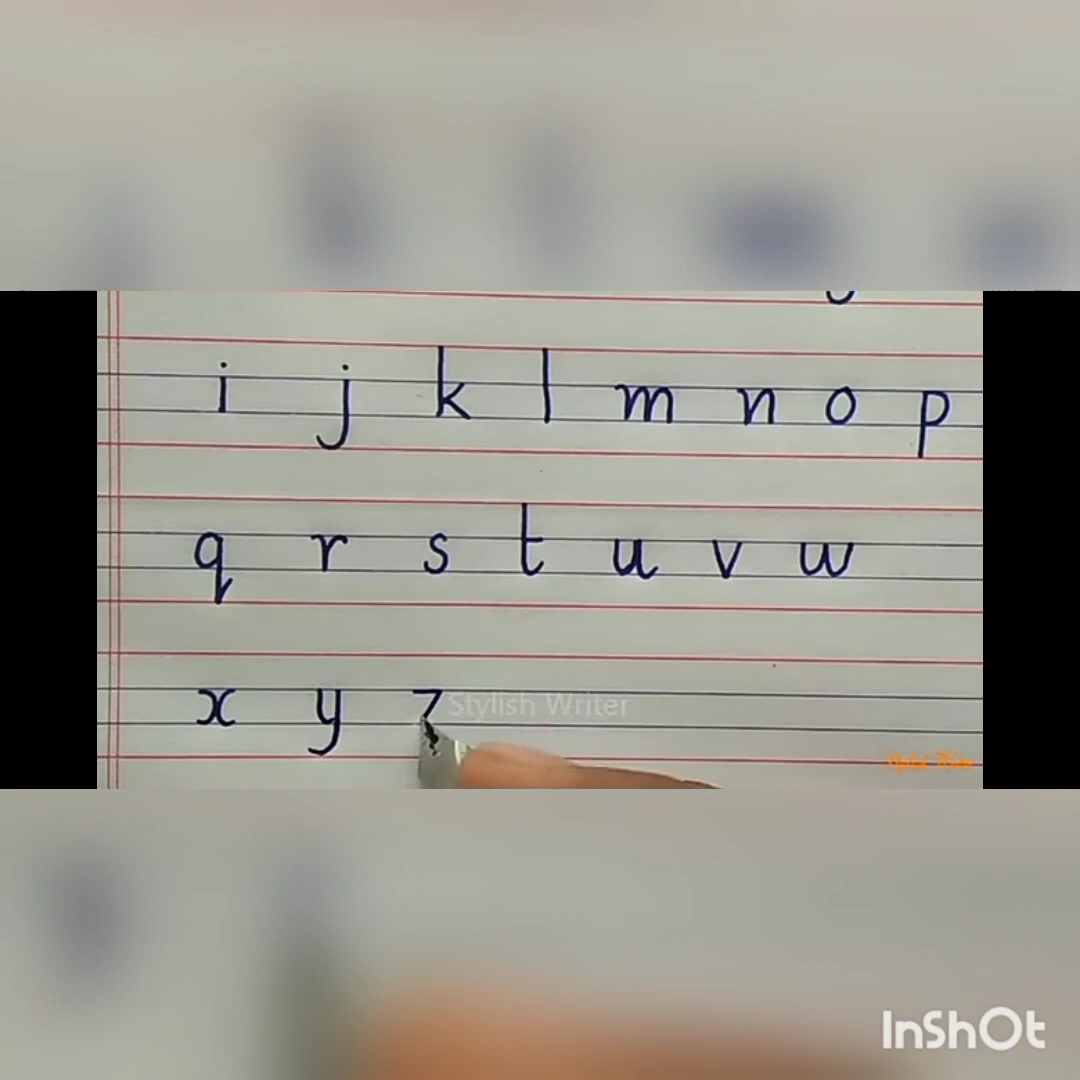 i j k l m n o p
q r s t u v w
x y z
Stylish Writer
InShOt